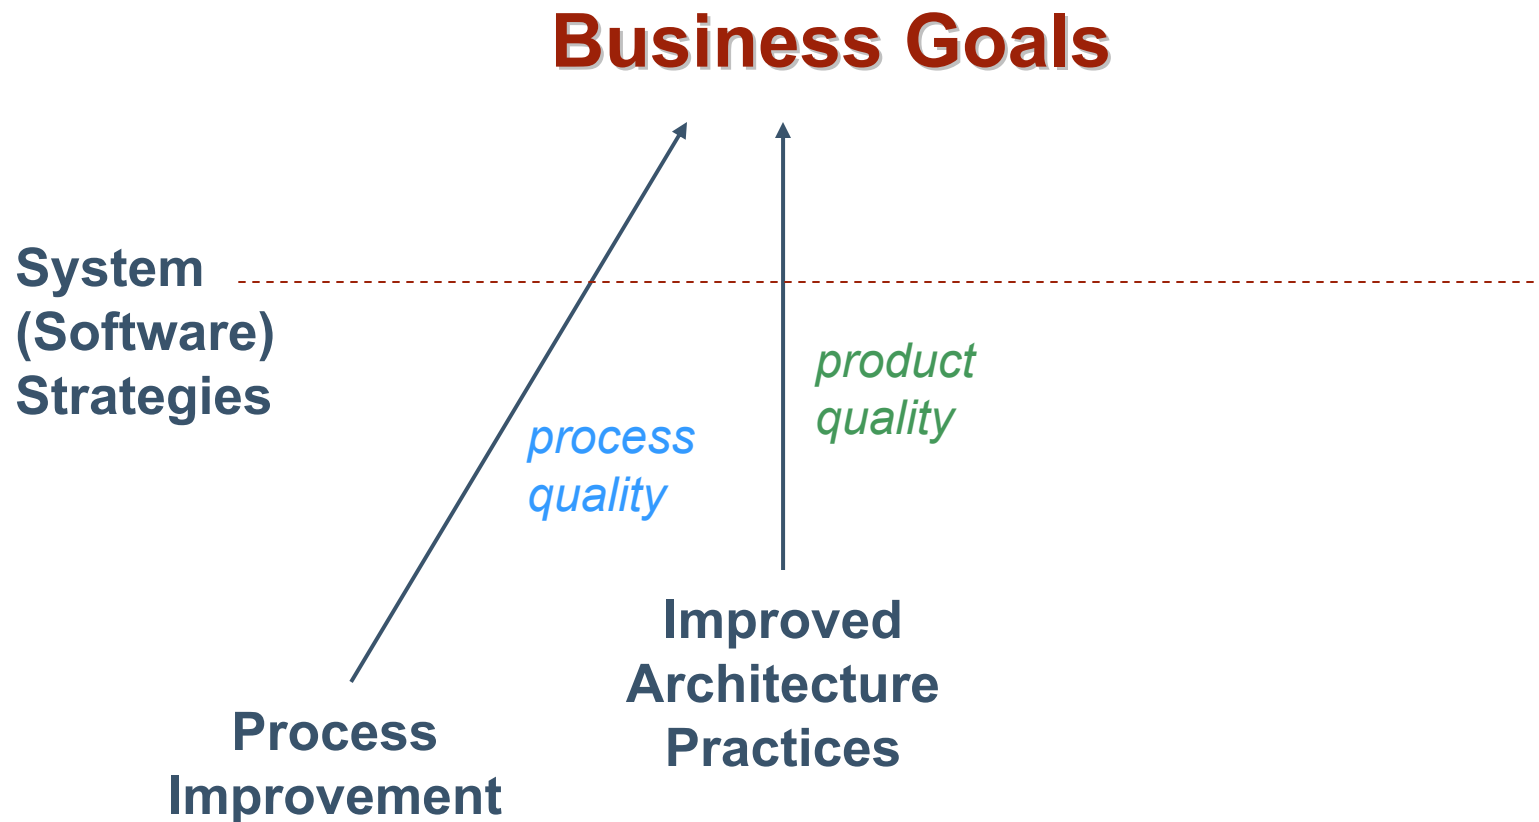 Business Goals
System
(Software)
Strategies
product
quality
process
quality
Improved
Architecture
Practices
Process
Improvement